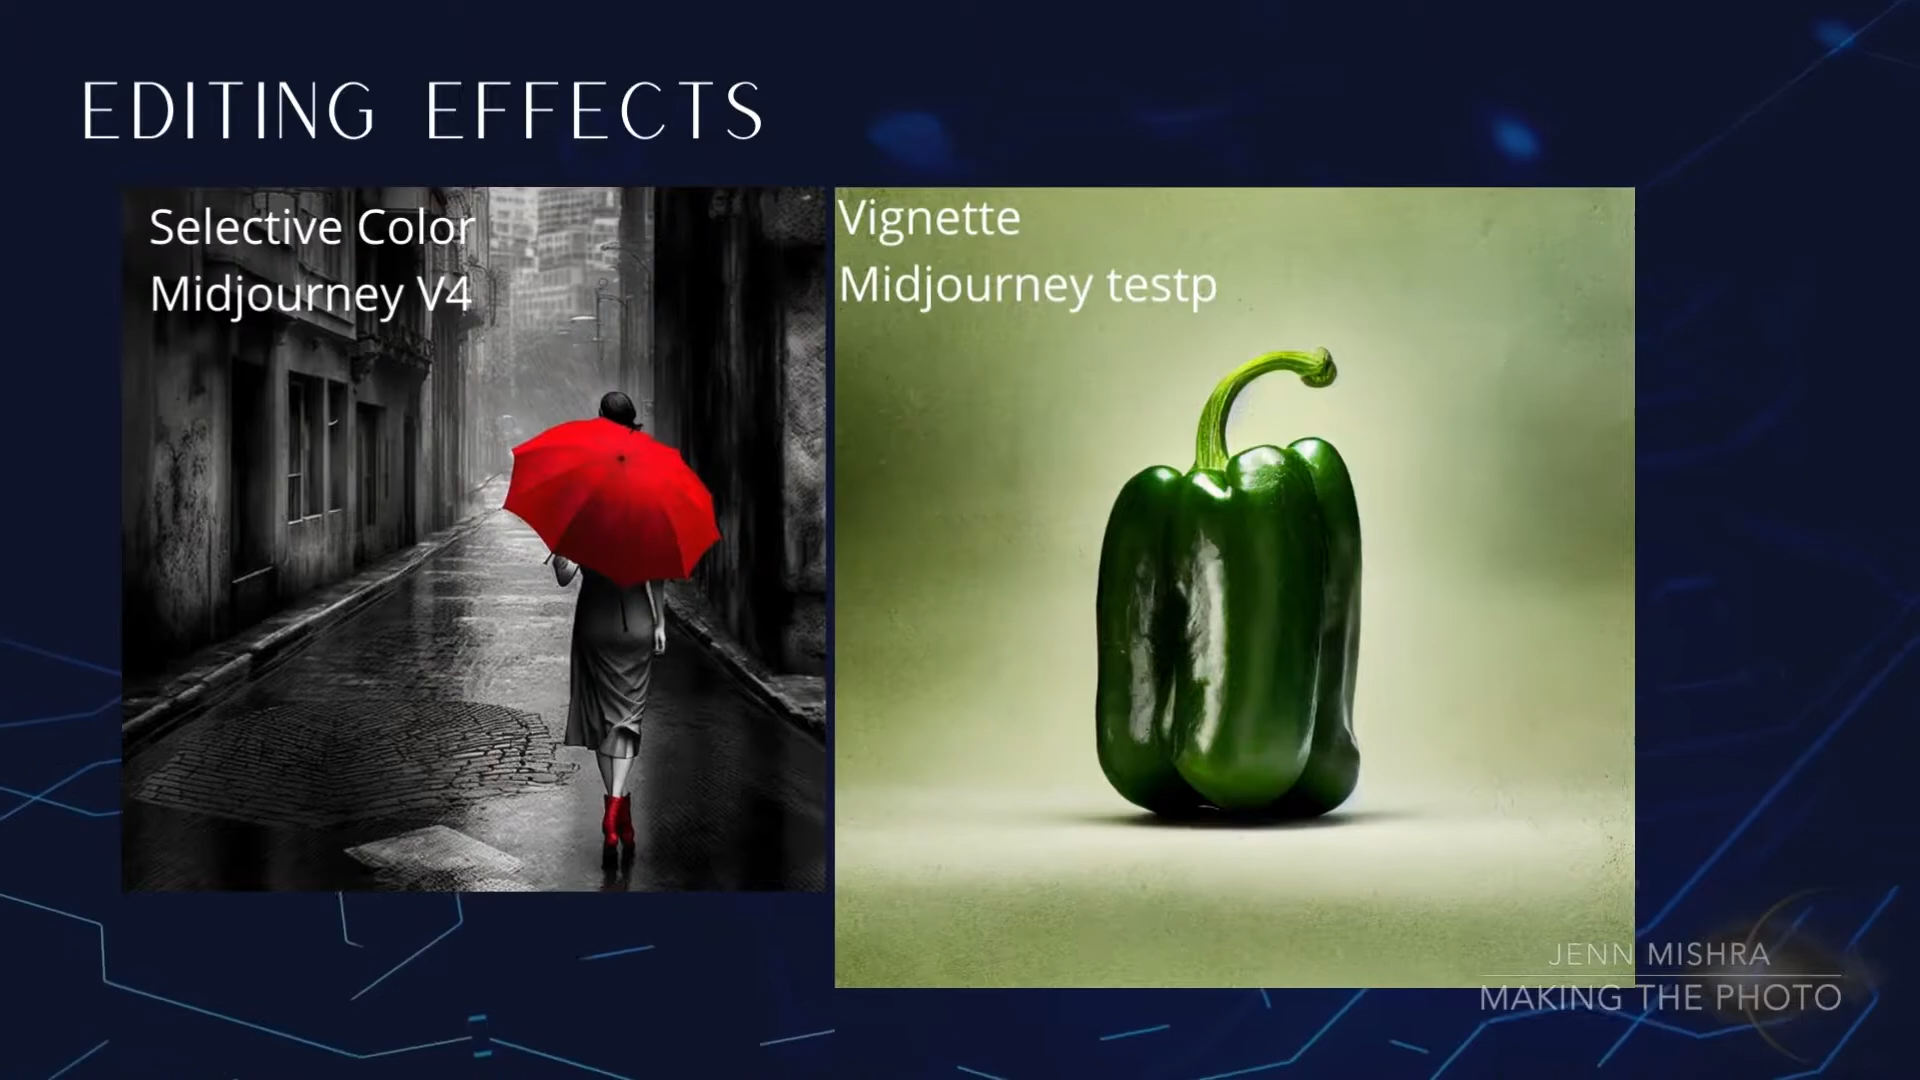 EDITING EFFECTS
Selective Color
Midjourney V4
Vignette
Midjourney testp
JENN MISHRA
MAKING THE PHOTO